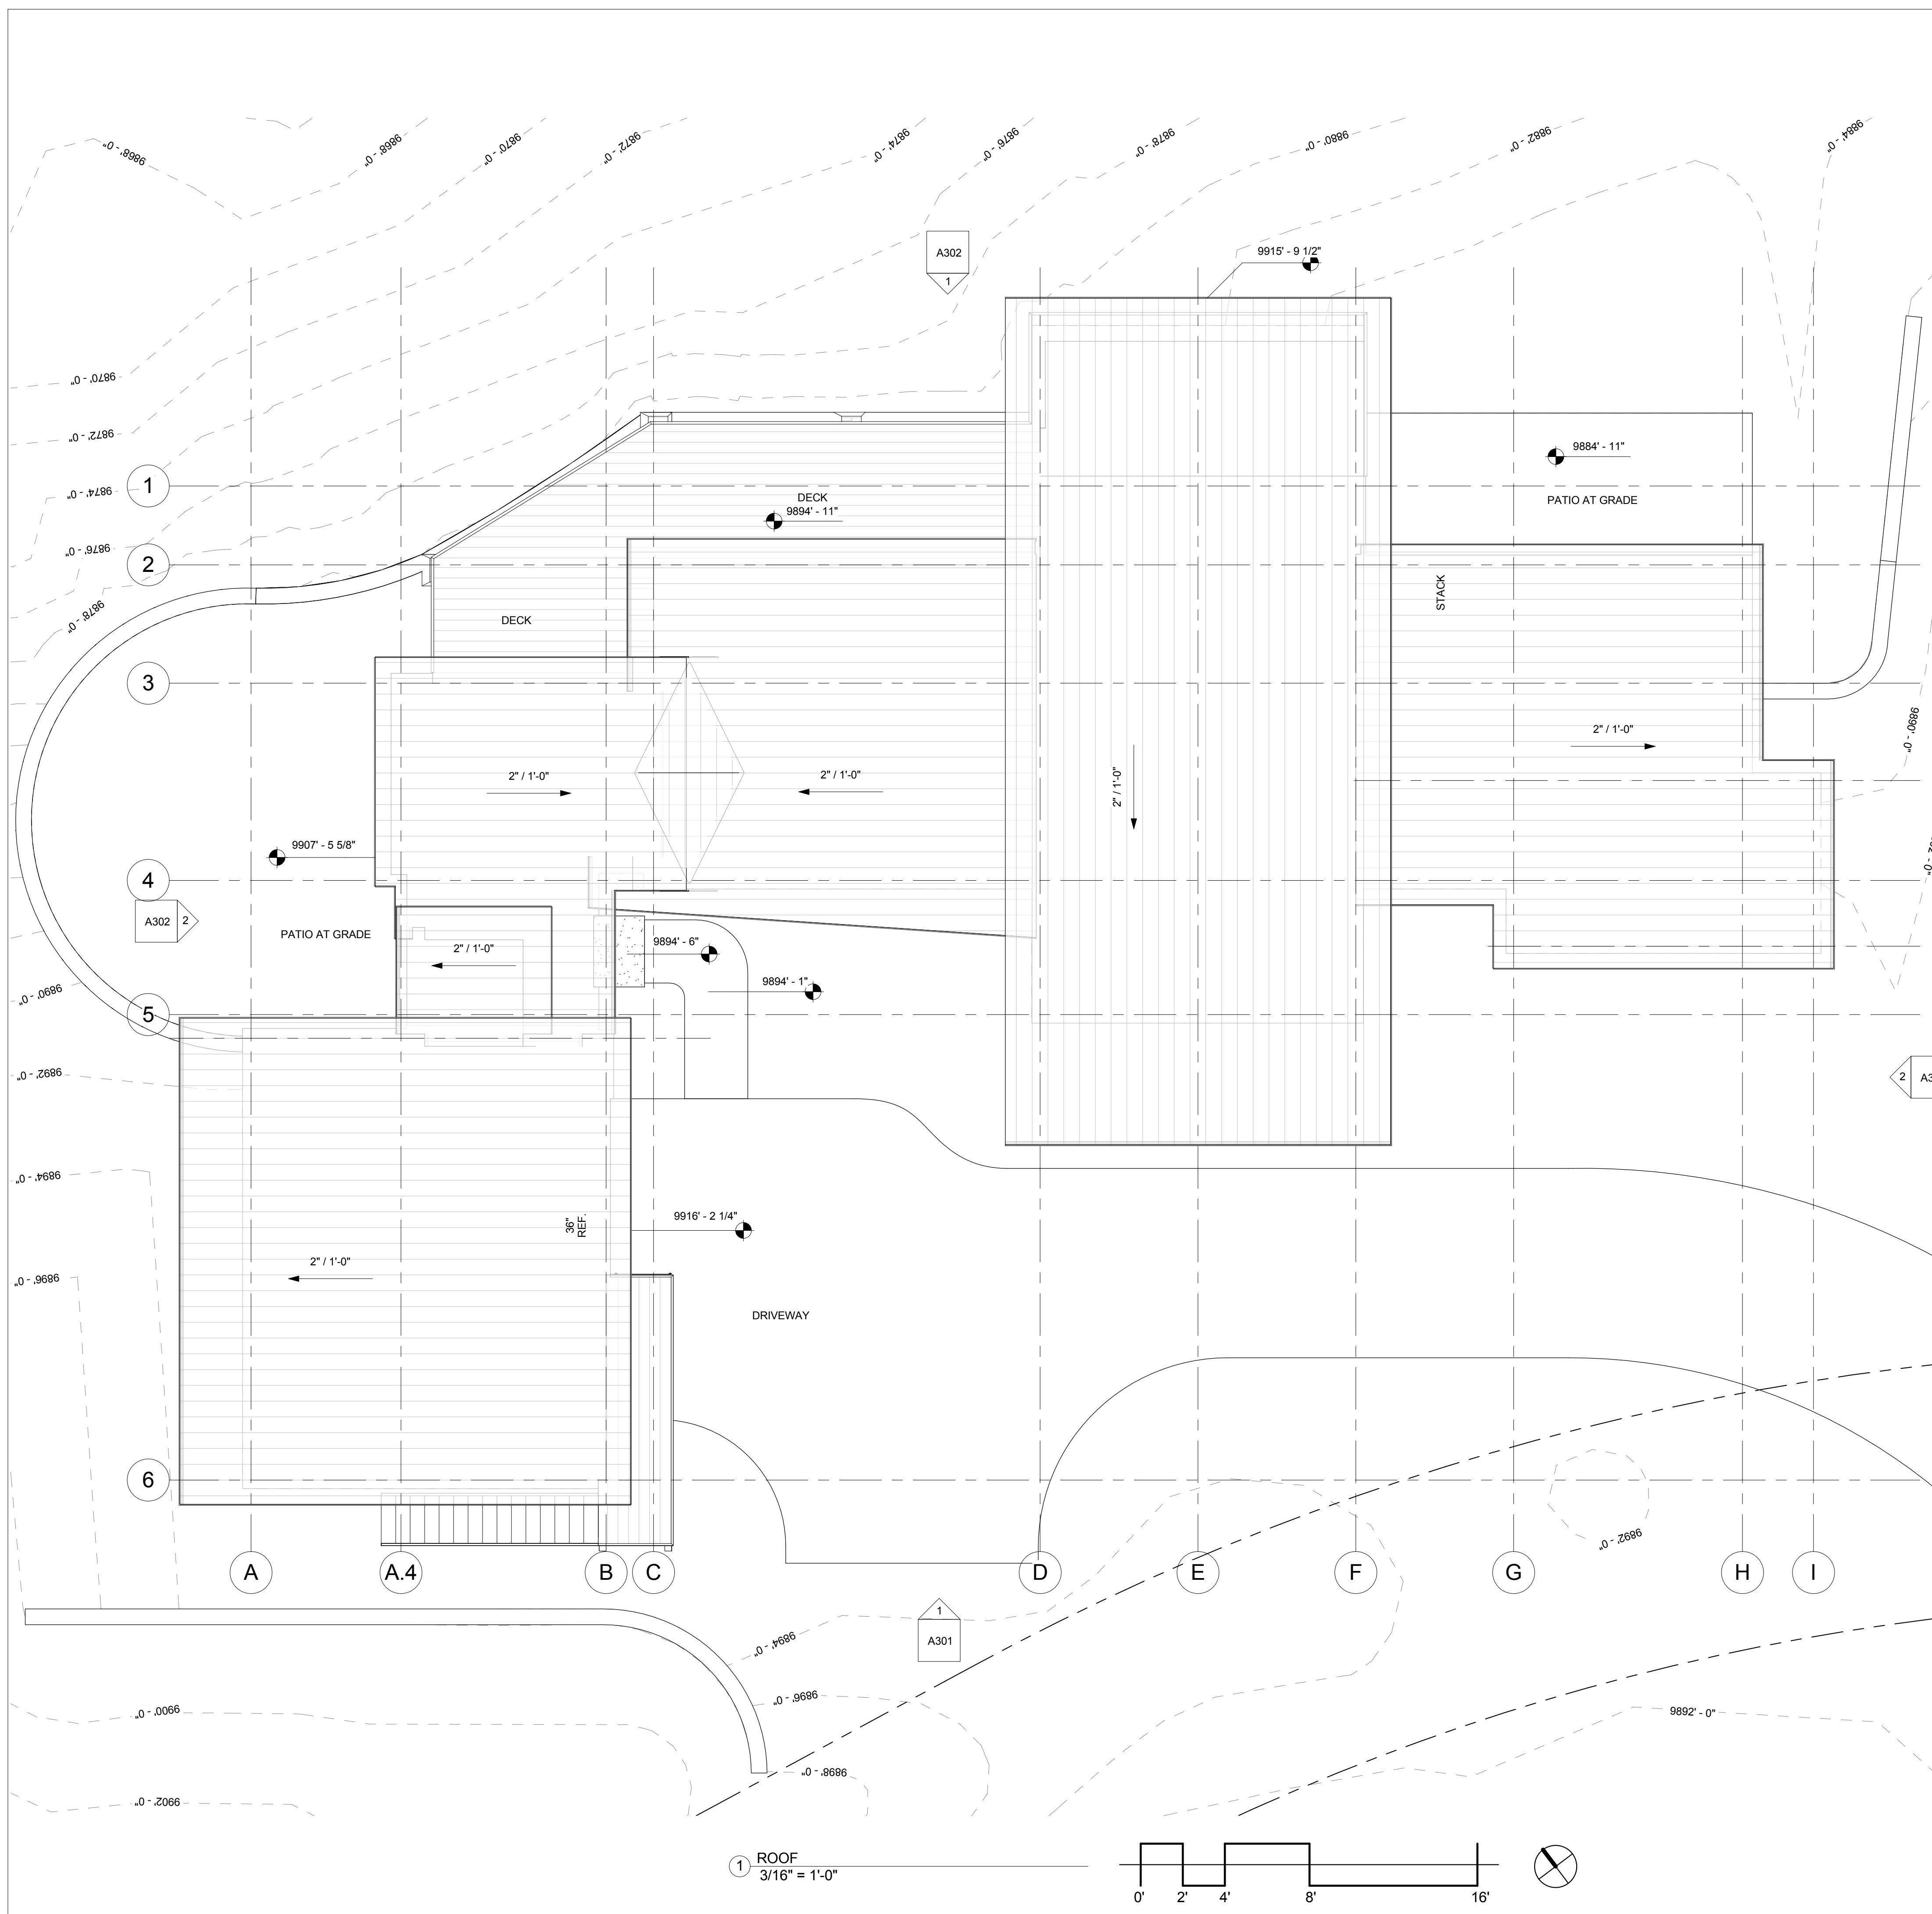 9868' - 0"
9868' - 0"
9870' - 0"
9872' - 0"
9874' - 0"
9876' - 0"
9878' - 0"
9880' - 0"
9882' - 0"
9884' - 0"
A302
1
9915' - 9 1/2"
9870' - 0"
9872' - 0"
9884' - 11"
1
9874' - 0"
DECK
9894' - 11"
PATIO AT GRADE
2
9876' - 0"
STACK
9878' - 0"
DECK
3
9890' - 0"
2" / 1'-0"
2" / 1'-0"
2" / 1'-0"
2" / 1'-0"
9907' - 5 5/8"
4
A302
2
PATIO AT GRADE
2" / 1'-0"
9894' - 6"
9894' - 1"
9890' - 0"
5
9892' - 0"
2
9894' - 0"
36"
REF.
9916' - 2 1/4"
2" / 1'-0"
9896' - 0"
DRIVEWAY
6
9892' - 0"
A
A.4
B
C
D
E
F
G
H
I
1
A301
9894' - 0"
9896' - 0"
9900' - 0"
9892' - 0"
9898' - 0"
9902' - 0"
1
ROOF
3/16" = 1'-0"
0'
2'
4'
8'
16'